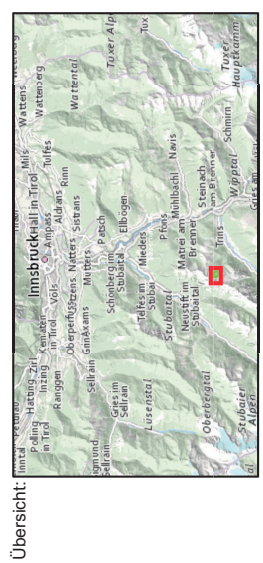 Übersicht:
Inntal
Wattens
Hatting
Zirl
Mils
Polling
in Tirol
Inzing
Innsbruck
Hall in Tirol
Wattenberg
Kematen
in Tirol
Ampass
Tulfes
Ranggen
Völs
Aldrans
Rinn
Oberperfuss
Götzens
Natters
Sistrans
Wattental
Axams
Mutters
Sellrain
Patsch
Gries im
Sellrain
Schönberg im
Stubaital
Ellbögen
Tuxer Alp
Lüsenstal
Telfes im
Stubai
Mieders
Pfons
Navis
Tux
Stubaital
Matrei am
Brenner
Mühlbachl
Neustift im
Stubaital
Steinach
am Brenner
Oberbergtal
Trins
Schmirn
Tuxer
Hauptkamm
Wipptal
Stubaier
Alpen
Gries am